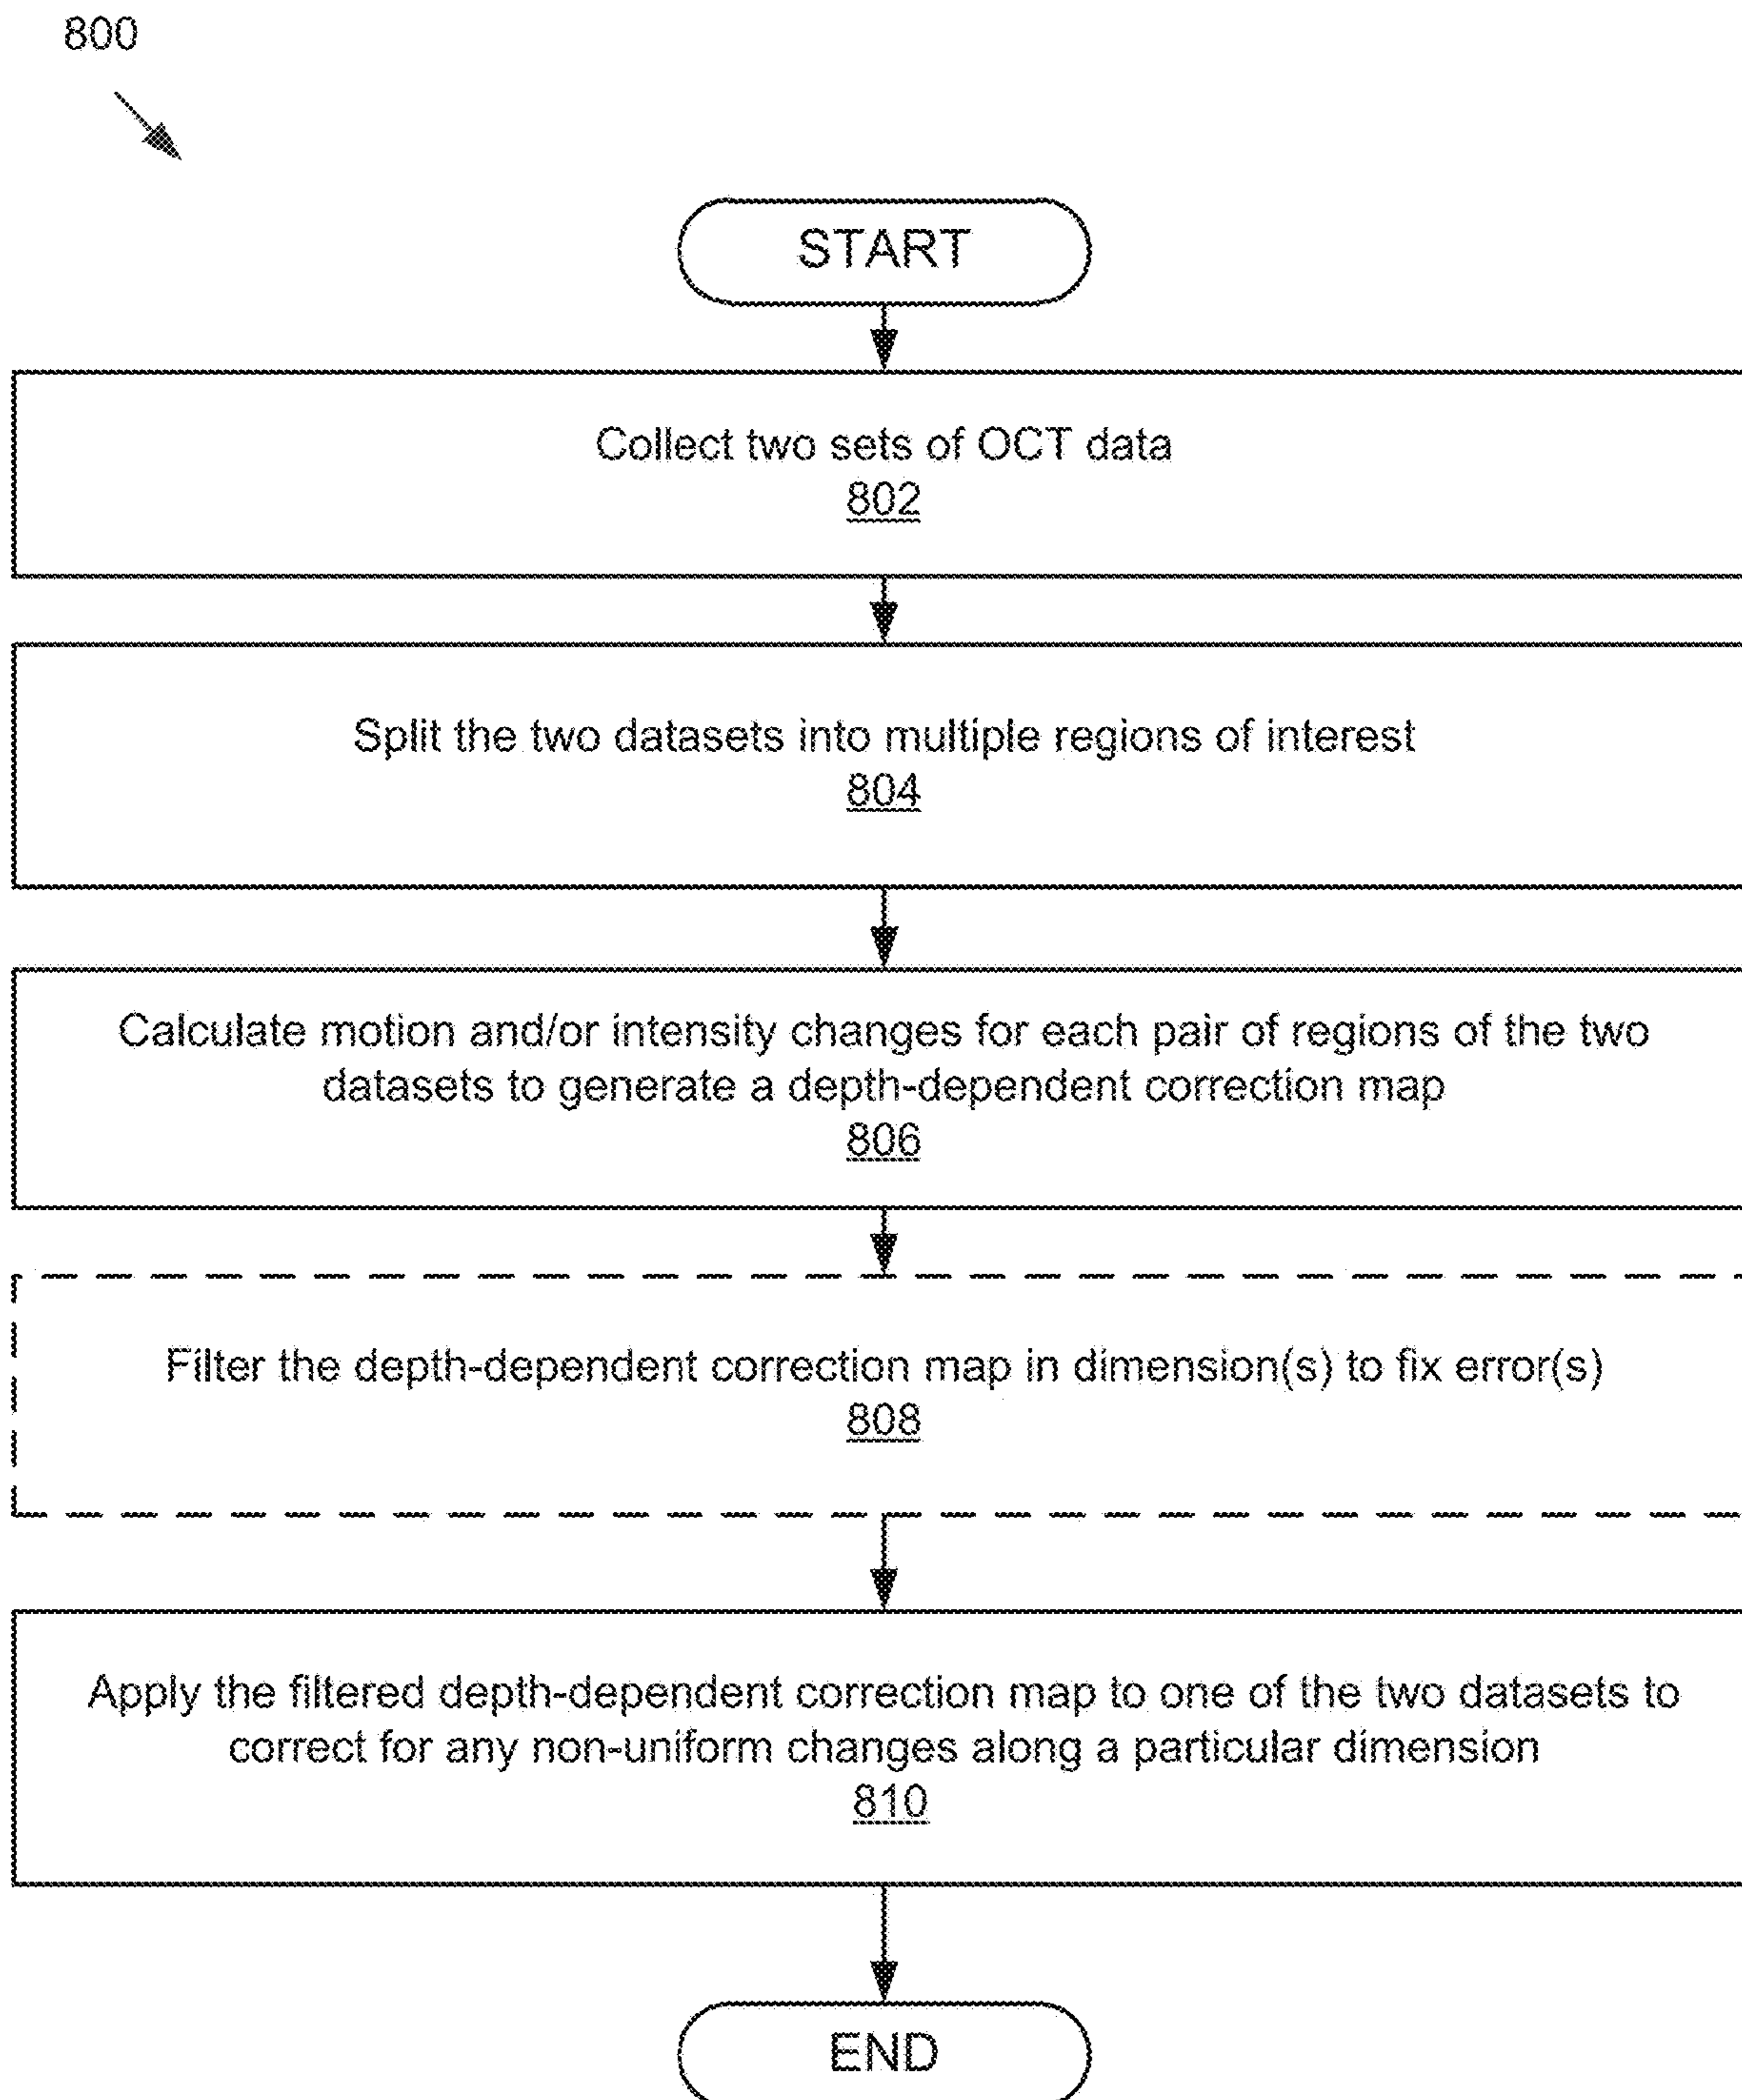 800
START
Collect two sets of OCT data
802
Split the two datasets into multiple regions of interest
804
Calculate motion and/or intensity changes for each pair of regions of the two
datasets to generate a depth-dependent correction map
806
Filter the depth-dependent correction map in dimension(s) to fix error(s)
808
Apply the filtered depth-dependent correction map to one of the two datasets to
correct for any non-uniform changes along a particular dimension
810
END